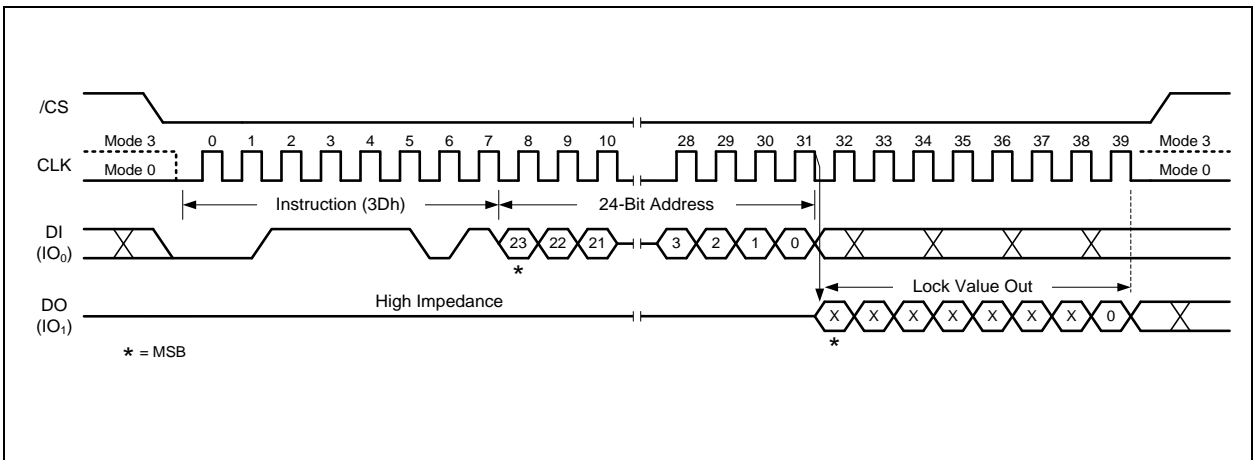 /CS
Mode 3 0 1 2 3 4 5 6 7 8 9 10 28 29 30 31 32 33 34 35 36 37 38 39 Mode 3
CLK
Mode 0 Mode 0
Instruction (3Dh) 24-Bit Address
DI
(IO₀)
23 22 21 3 2 1 0
*
High Impedance Lock Value Out
DO
(IO₁)
X X X X X X X 0
*
* = MSB